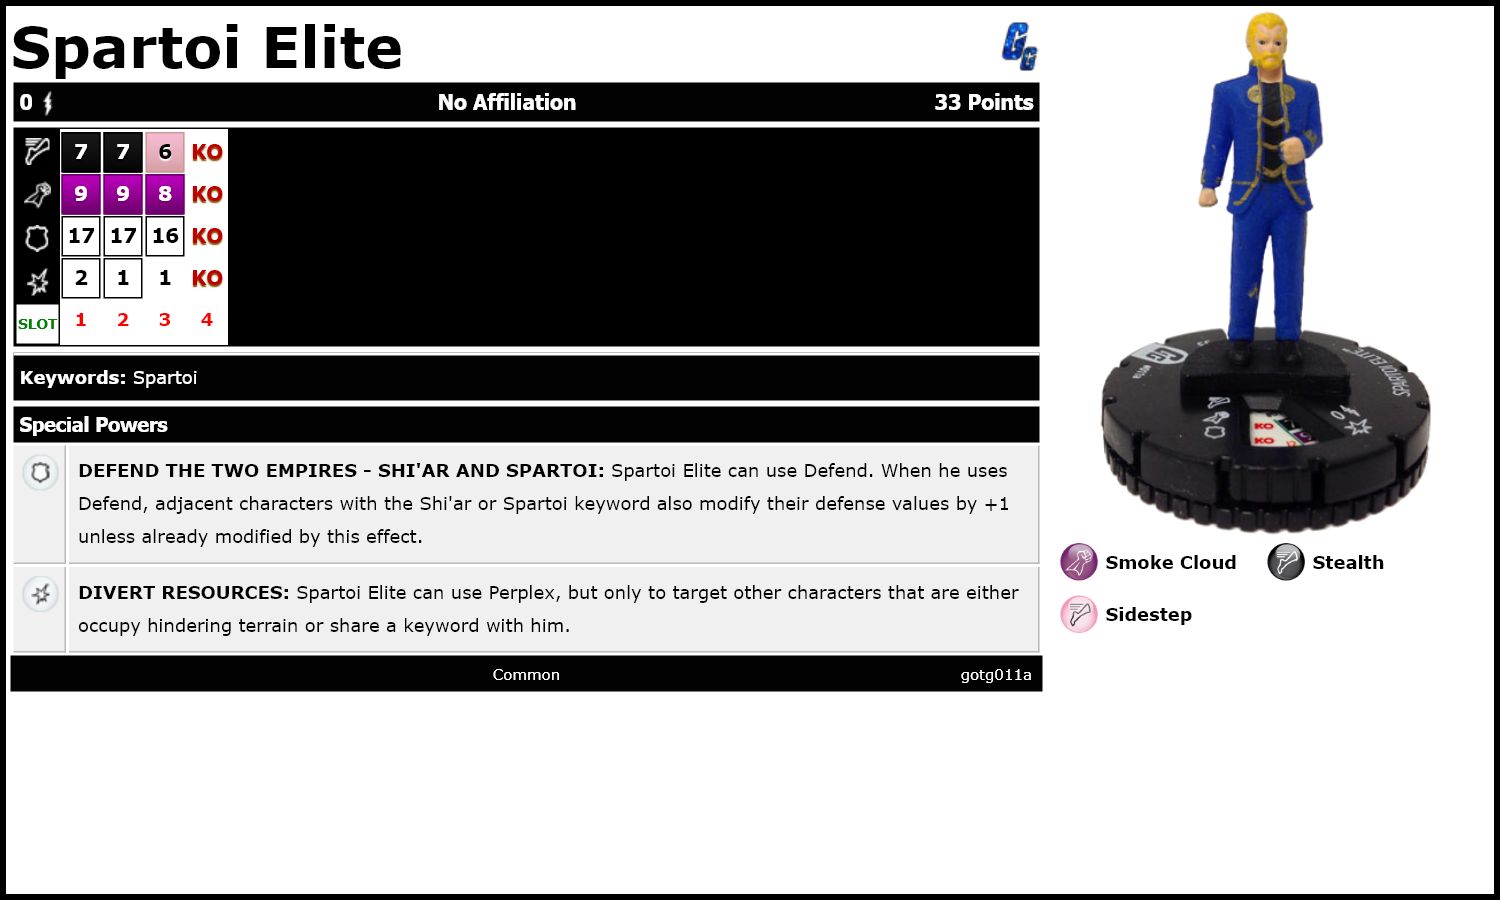 Spartoi Elite
GG
0 No Affiliation 33 Points
7 7 6 KO
9 9 8 KO
17 17 16 KO
2 1 1 KO
SLOT 1 2 3 4
Keywords: Spartoi
Special Powers
DEFEND THE TWO EMPIRES - SHI'AR AND SPARTOI: Spartoi Elite can use Defend. When he uses
Defend, adjacent characters with the Shi'ar or Spartoi keyword also modify their defense values by +1
unless already modified by this effect.
DIVERT RESOURCES: Spartoi Elite can use Perplex, but only to target other characters that are either
occupy hindering terrain or share a keyword with him.
Common gotg011a
SPARTOI ELITE™
#011a
0
KO
KO
Smoke Cloud Stealth
Sidestep